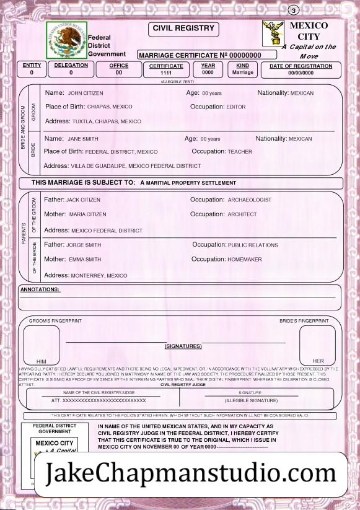 3
CIVIL REGISTRY
Federal
District
Government
MEXICO
CITY
A Capital on the
Move
MARRIAGE CERTIFICATE Nº 00000000
ENTITY DELEGATION OFFICE CERTIFICATE YEAR KIND DATE OF REGISTRATION
0 0 00 1111 0000 Marriage 00/00/0000
BRIDE AND GROOM
GROOM
Name: JOHN CITIZEN Age: 00 years Nationality: MEXICAN
Place of Birth: CHIAPAS, MEXICO Occupation: EDITOR
Address: TUXTLA, CHIAPAS, MEXICO
BRIDE
Name: JANE SMITH Age: 00 years Nationality: MEXICAN
Place of Birth: FEDERAL DISTRICT, MEXICO Occupation: TEACHER
Address: VILLA DE GUADALUPE, MEXICO FEDERAL DISTRICT
THIS MARRIAGE IS SUBJECT TO: A MARITAL PROPERTY SETTLEMENT
PARENTS
OF THE GROOM
Father: JACK CITIZEN Occupation: ARCHAEOLOGIST
Mother: MARIA CITIZEN Occupation: ARCHITECT
Address: MEXICO FEDERAL DISTRICT
OF THE BRIDE
Father: JORGE SMITH Occupation: PUBLIC RELATIONS
Mother: EMMA SMITH Occupation: HOMEMAKER
Address: MONTERREY, MEXICO
ANNOTATIONS:
GROOM'S FINGERPRINT BRIDE'S FINGERPRINT
(SIGNATURES)
HIM HER
CIVIL REGISTRY JUDGE
NAME OF THE CIVIL REGISTRY JUDGE SIGNATURE
(ILLEGIBLE SIGNATURE)
FEDERAL DISTRICT
GOVERNMENT
MEXICO CITY
IN NAME OF THE UNITED MEXICAN STATES, AND IN MY CAPACITY AS
CIVIL REGISTRY JUDGE IN THE FEDERAL DISTRICT, I HEREBY CERTIFY
THAT THIS CERTIFICATE IS TRUE TO THE ORIGINAL, WHICH I ISSUE IN
MEXICO CITY ON NOVEMBER 00 OF YEAR 0000
JakeChapmanstudio.com